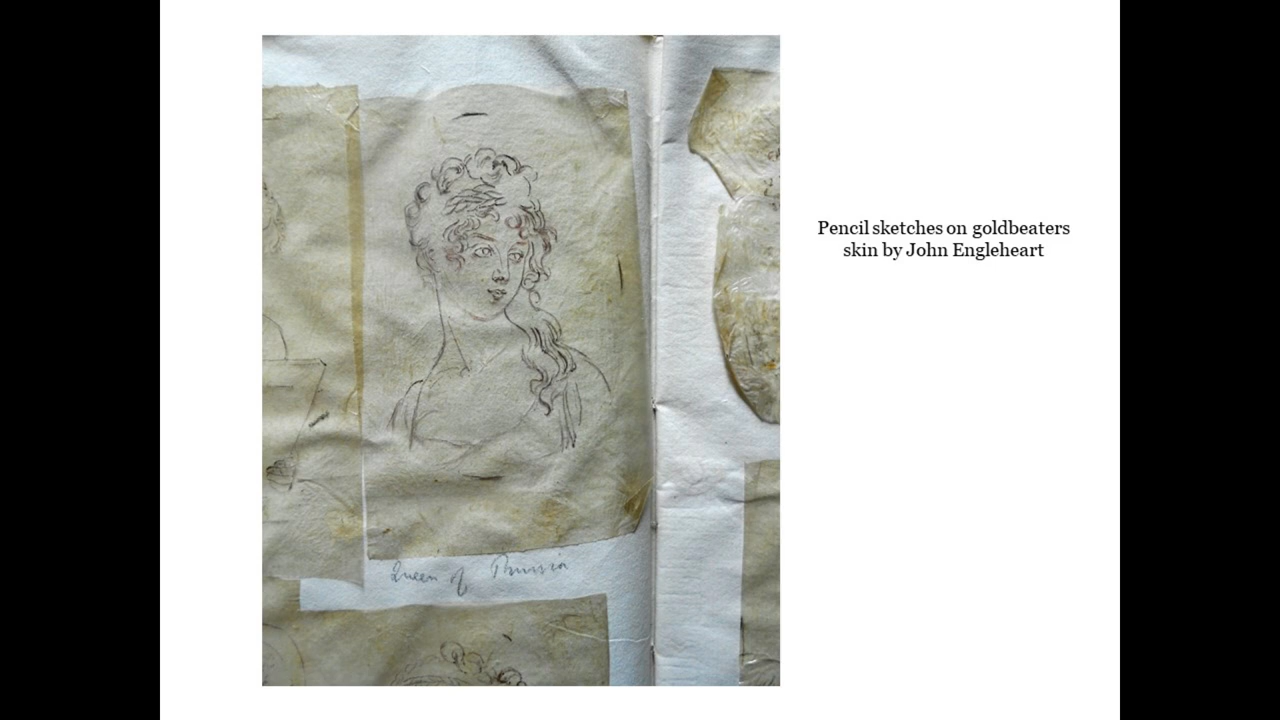 Pencil sketches on goldbeaters
skin by John Engleheart
Queen of Prussia